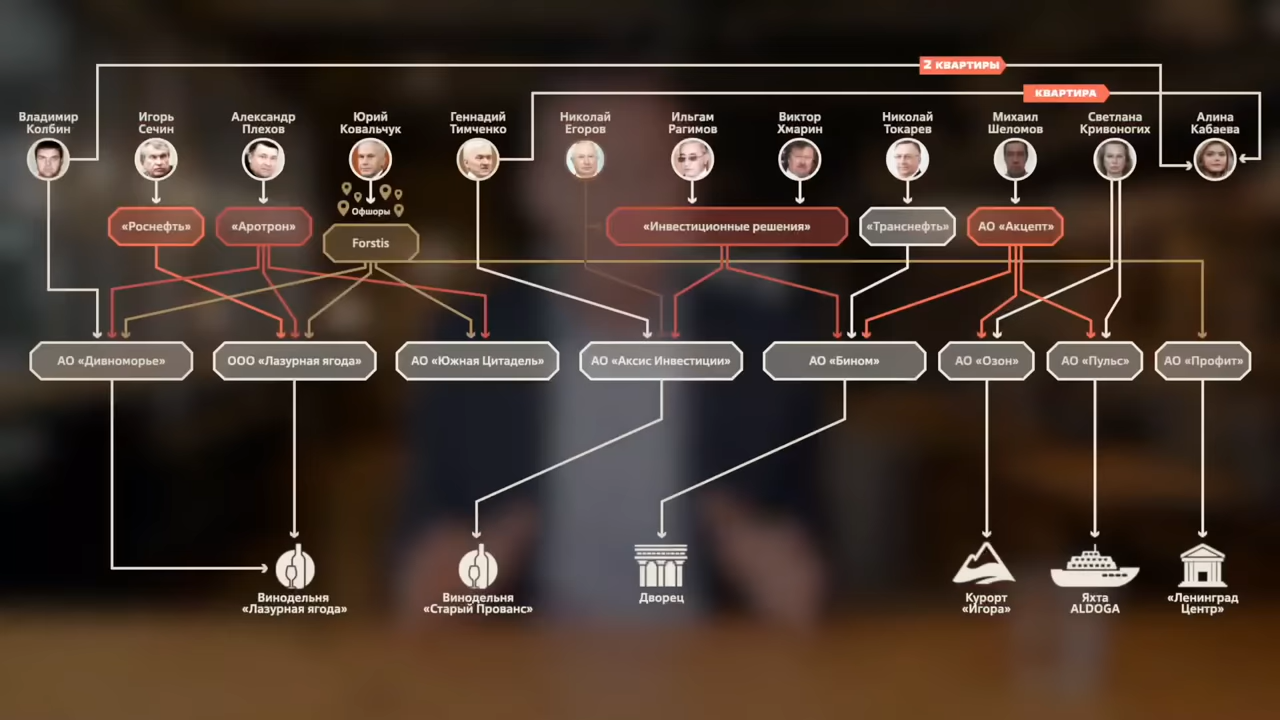 2 КВАРТИРЫ
КВАРТИРА
Владимир
Колбин
Игорь
Сечин
Александр
Плехов
Юрий
Ковальчук
Геннадий
Тимченко
Николай
Егоров
Ильгам
Рагимов
Виктор
Хмарин
Николай
Токарев
Михаил
Шеломов
Светлана
Кривоногих
Алина
Кабаева
Офшоры
«Роснефть»
«Аротрон»
Forstis
«Инвестиционные решения»
«Транснефть»
АО «Акцепт»
АО «Дивноморье»
ООО «Лазурная ягода»
АО «Южная Цитадель»
АО «Аксис Инвестиции»
АО «Бином»
АО «Озон»
АО «Пульс»
АО «Профит»
Винодельня
«Лазурная ягода»
Винодельня
«Старый Прованс»
Дворец
Курорт
«Игора»
Яхта
ALDOGA
«Ленинград
Центр»